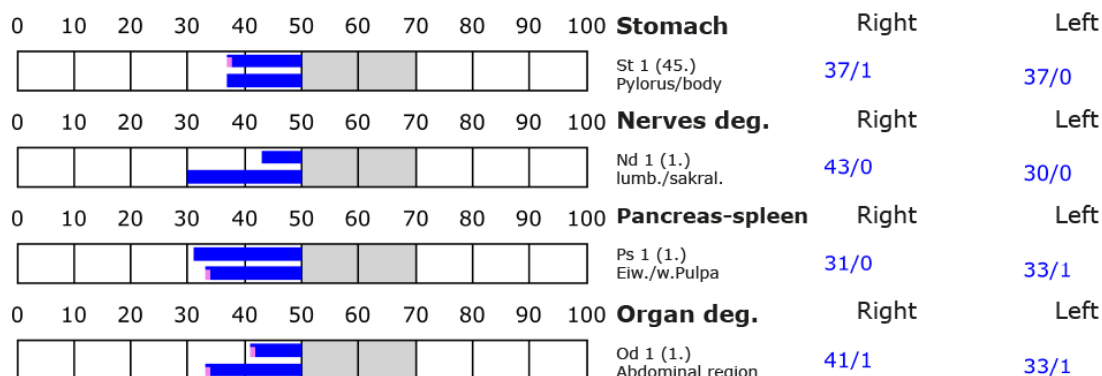 0 10 20 30 40 50 60 70 80 90 100 Stomach Right Left
St 1 (45.) 37/1 37/0
Pylorus/body
0 10 20 30 40 50 60 70 80 90 100 Nerves deg. Right Left
Nd 1 (1.) 43/0 30/0
lumb./sakral.
0 10 20 30 40 50 60 70 80 90 100 Pancreas-spleen Right Left
Ps 1 (1.) 31/0 33/1
Eiw./w.Pulpa
0 10 20 30 40 50 60 70 80 90 100 Organ deg. Right Left
Od 1 (1.) 41/1 33/1
Abdominal region